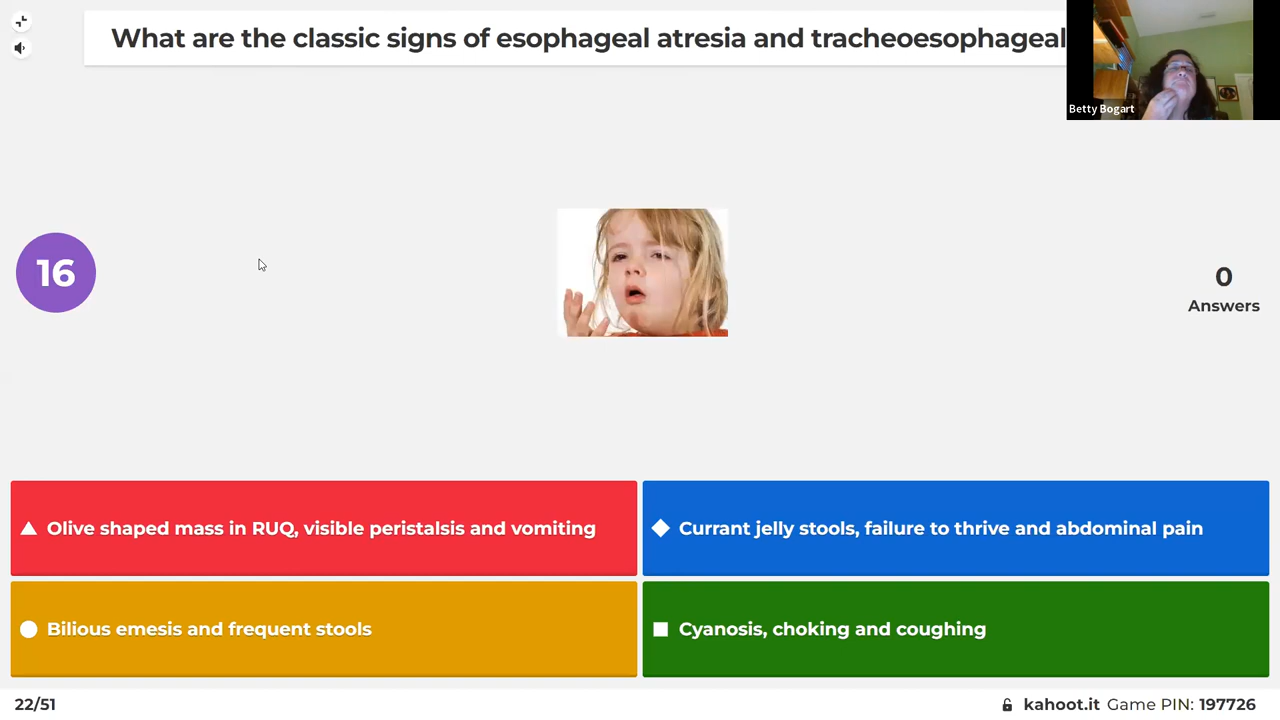 What are the classic signs of esophageal atresia and tracheoesophageal
Betty Bogart
16
0
Answers
Olive shaped mass in RUQ, visible peristalsis and vomiting
Currant jelly stools, failure to thrive and abdominal pain
Bilious emesis and frequent stools
Cyanosis, choking and coughing
22/51
kahoot.it Game PIN: 197726